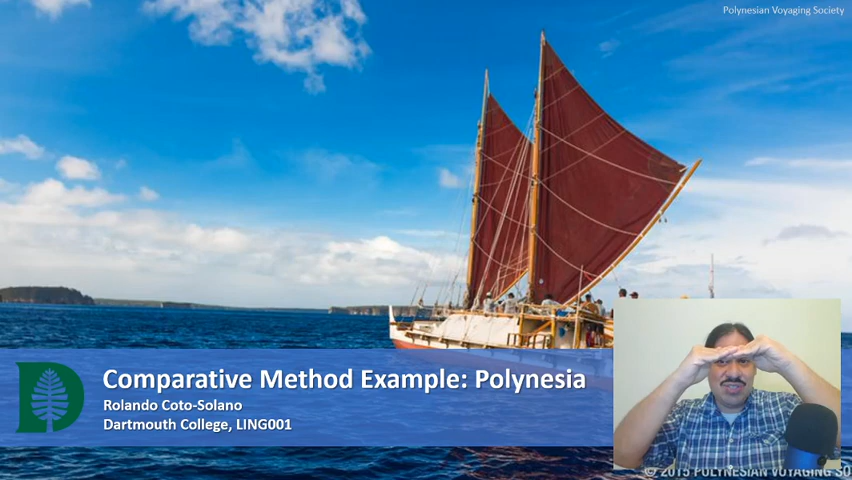 Polynesian Voyaging Society
Comparative Method Example: Polynesia
Rolando Coto-Solano
Dartmouth College, LING001
© 2015 POLYNESIAN VOYAGING SO